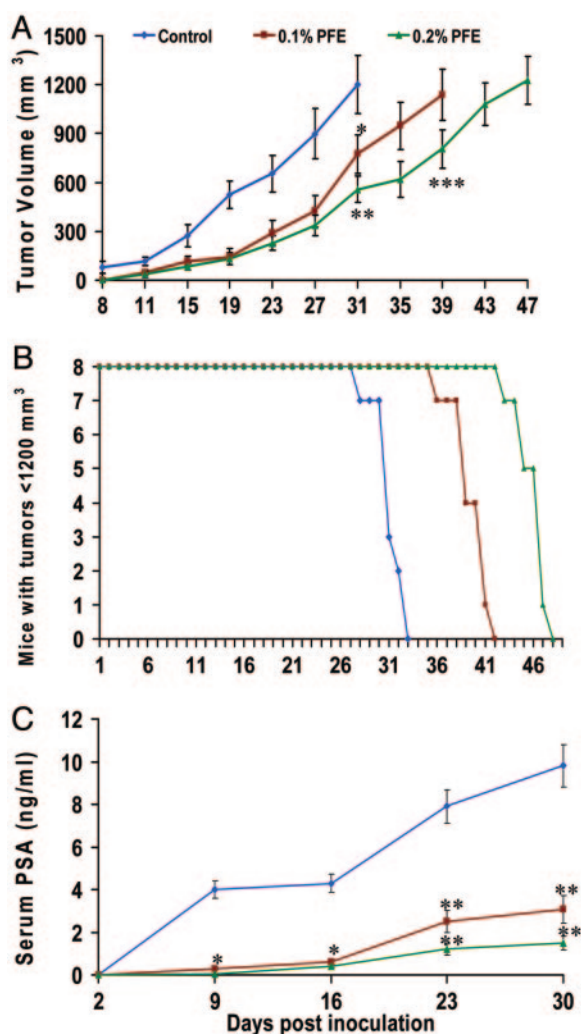 A
Control 0.1% PFE 0.2% PFE
Tumor Volume (mm³)
1500
1200
900
600
300
0
*
**
***
8 11 15 19 23 27 31 35 39 43 47
B
Mice with tumors <1200 mm³
8
7
6
5
4
3
2
1
0
1 6 11 16 21 26 31 36 41 46
C
Serum PSA (ng/ml)
12
10
8
6
4
2
0
* * ** **
** **
2 9 16 23 30
Days post inoculation